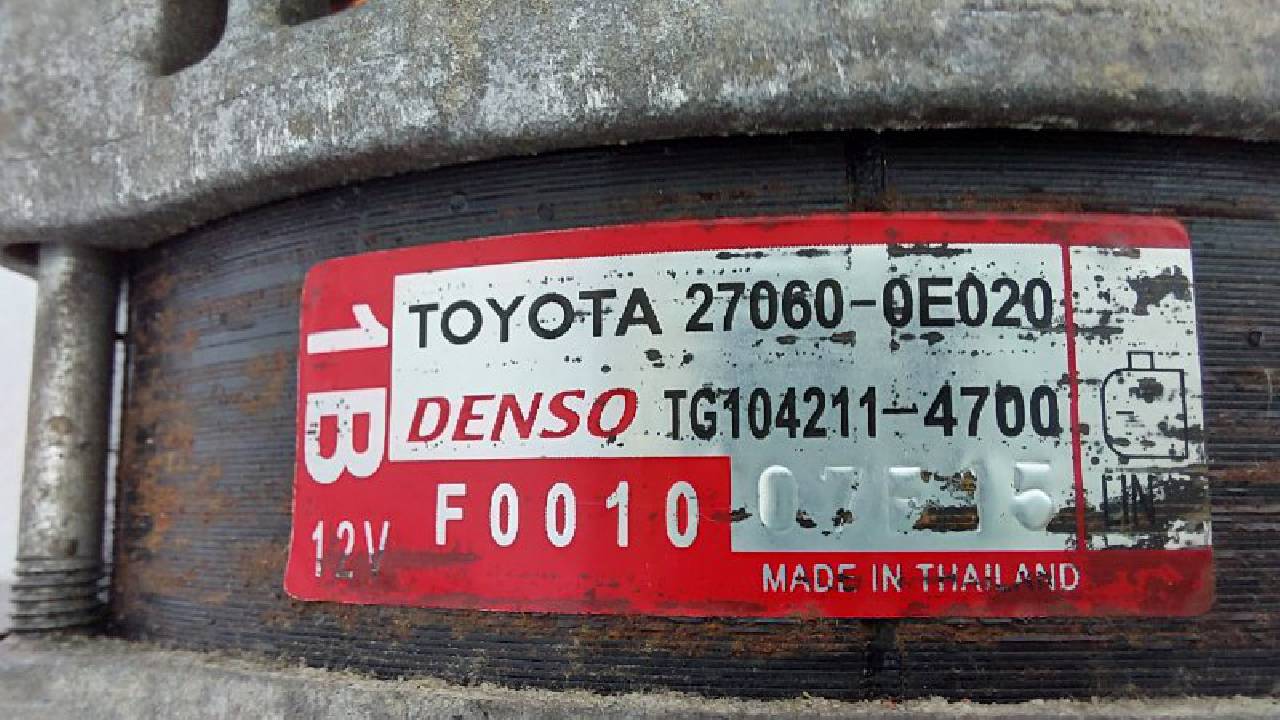 1B
TOYOTA 27060-0E020
DENSO TG104211-4700
12V F0010
LIN
MADE IN THAILAND